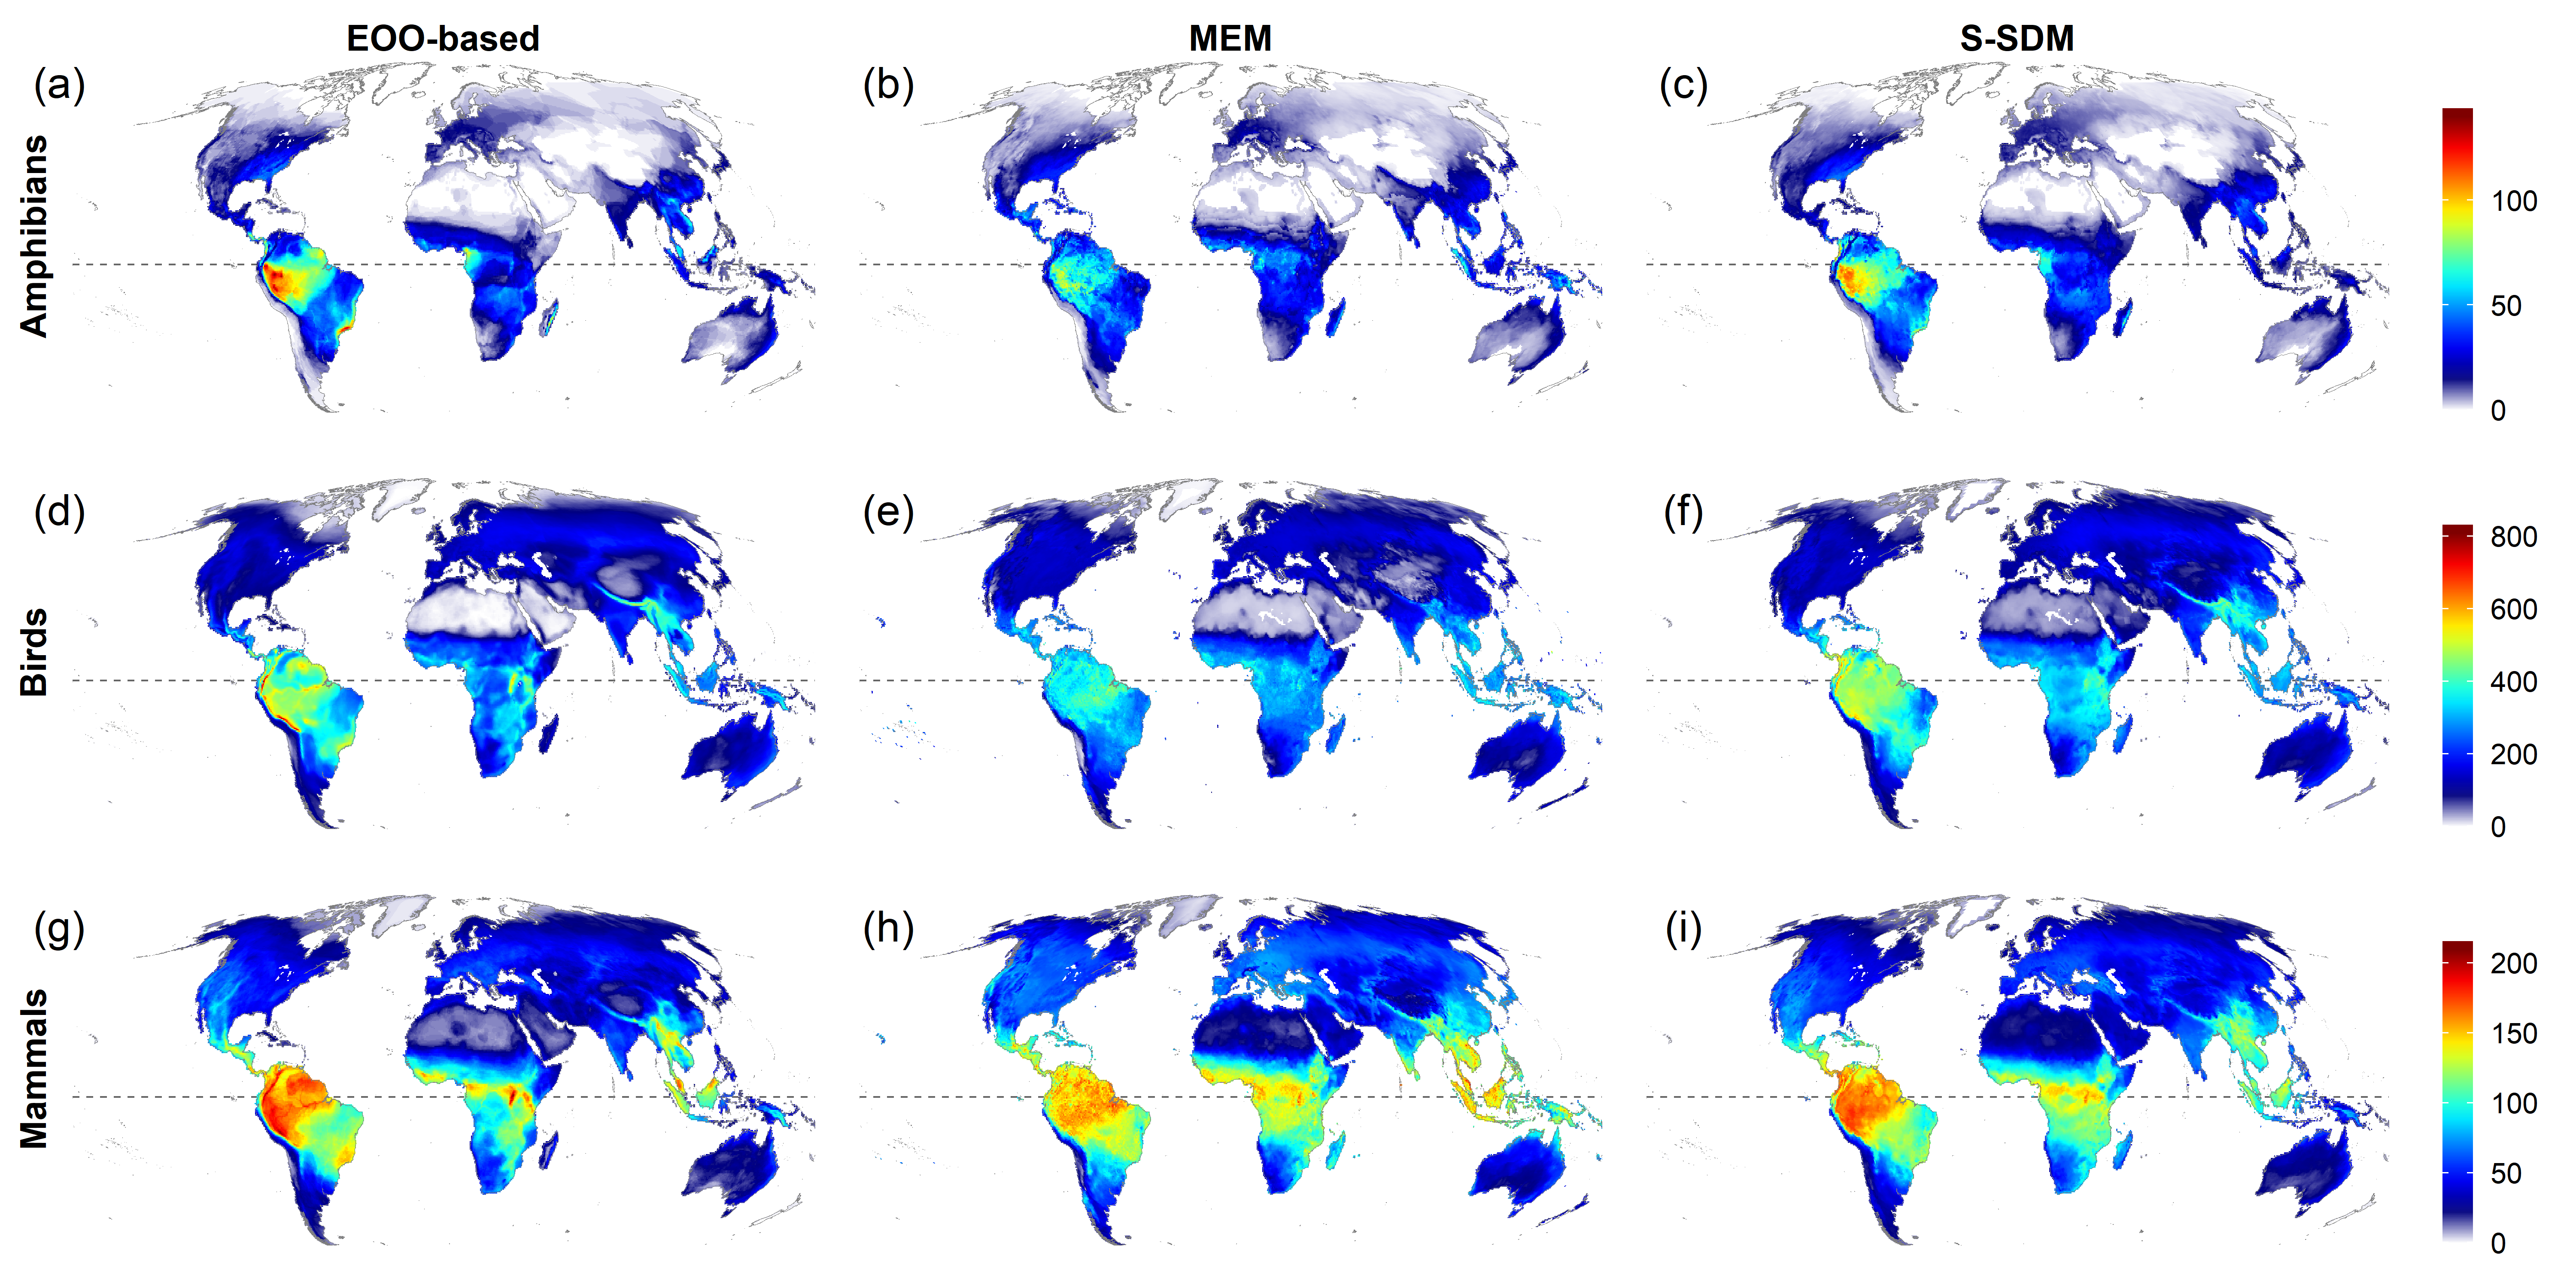 EOO-based MEM S-SDM
(a) (b) (c)
Amphibians
100
50
0
(d) (e) (f)
Birds
800
600
400
200
0
(g) (h) (i)
Mammals
200
150
100
50
0